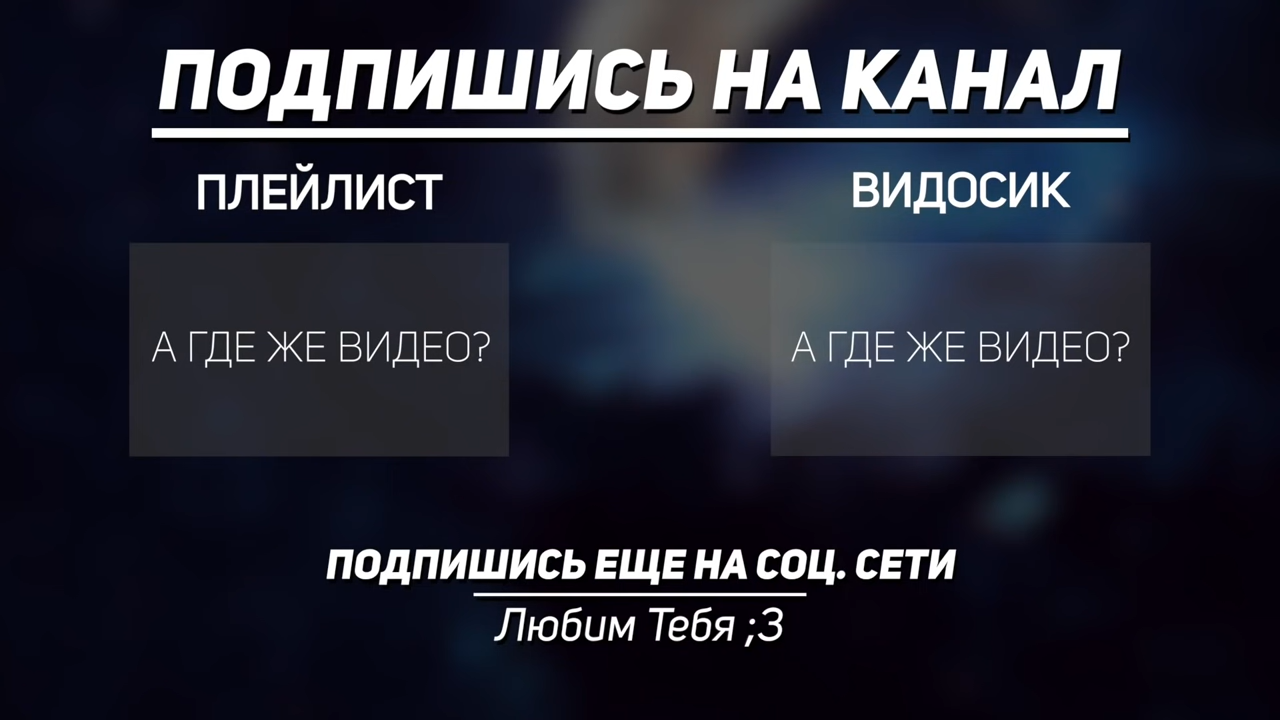 ПОДПИШИСЬ НА КАНАЛ
ПЛЕЙЛИСТ
ВИДОСИК
А ГДЕ ЖЕ ВИДЕО?
А ГДЕ ЖЕ ВИДЕО?
ПОДПИШИСЬ ЕЩЕ НА СОЦ. СЕТИ
Любим Тебя ;3